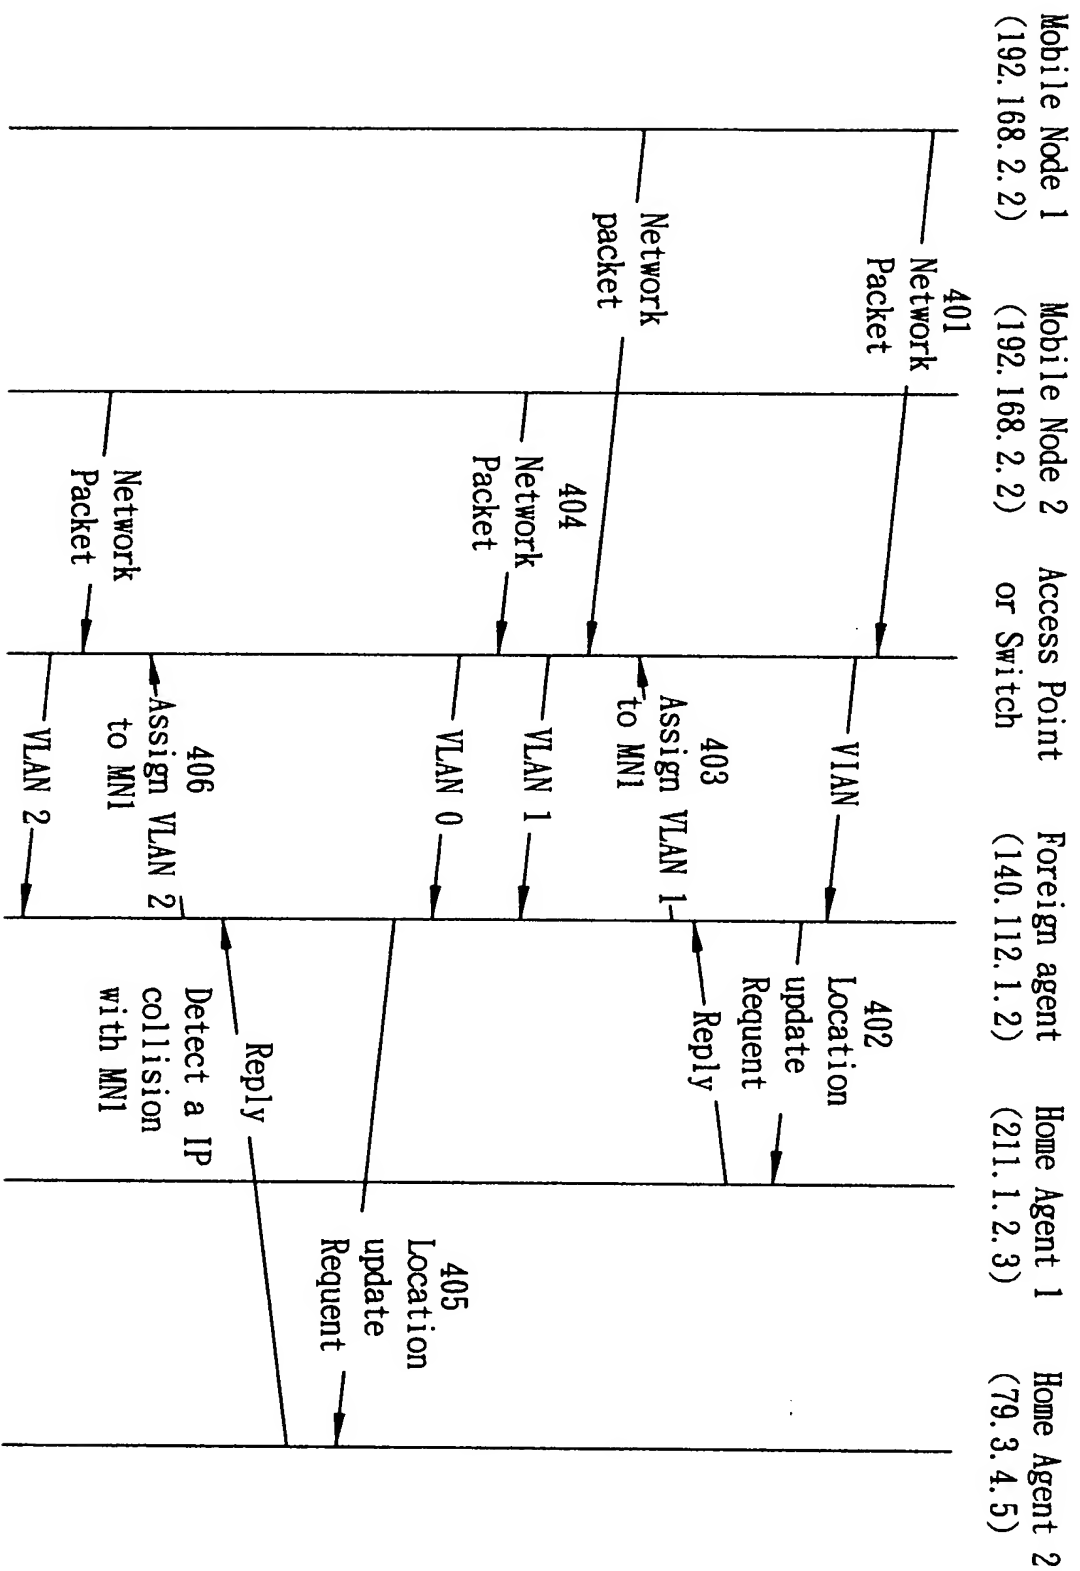 Mobile Node 1
(192.168.2.2)
Mobile Node 2
(192.168.2.2)
Access Point
or Switch
Foreign agent
(140.112.1.2)
Home Agent 1
(211.1.2.3)
Home Agent 2
(79.3.4.5)
401
Network
Packet
VIAN
402
Location
update
Requent
Reply
403
Assign VLAN 1
to MN1
Network
packet
VLAN 1
404
Network
Packet
VLAN 0
405
Location
update
Requent
Reply
Detect a IP
collision
with MN1
406
Assign VLAN 2
to MN1
Network
Packet
VLAN 2